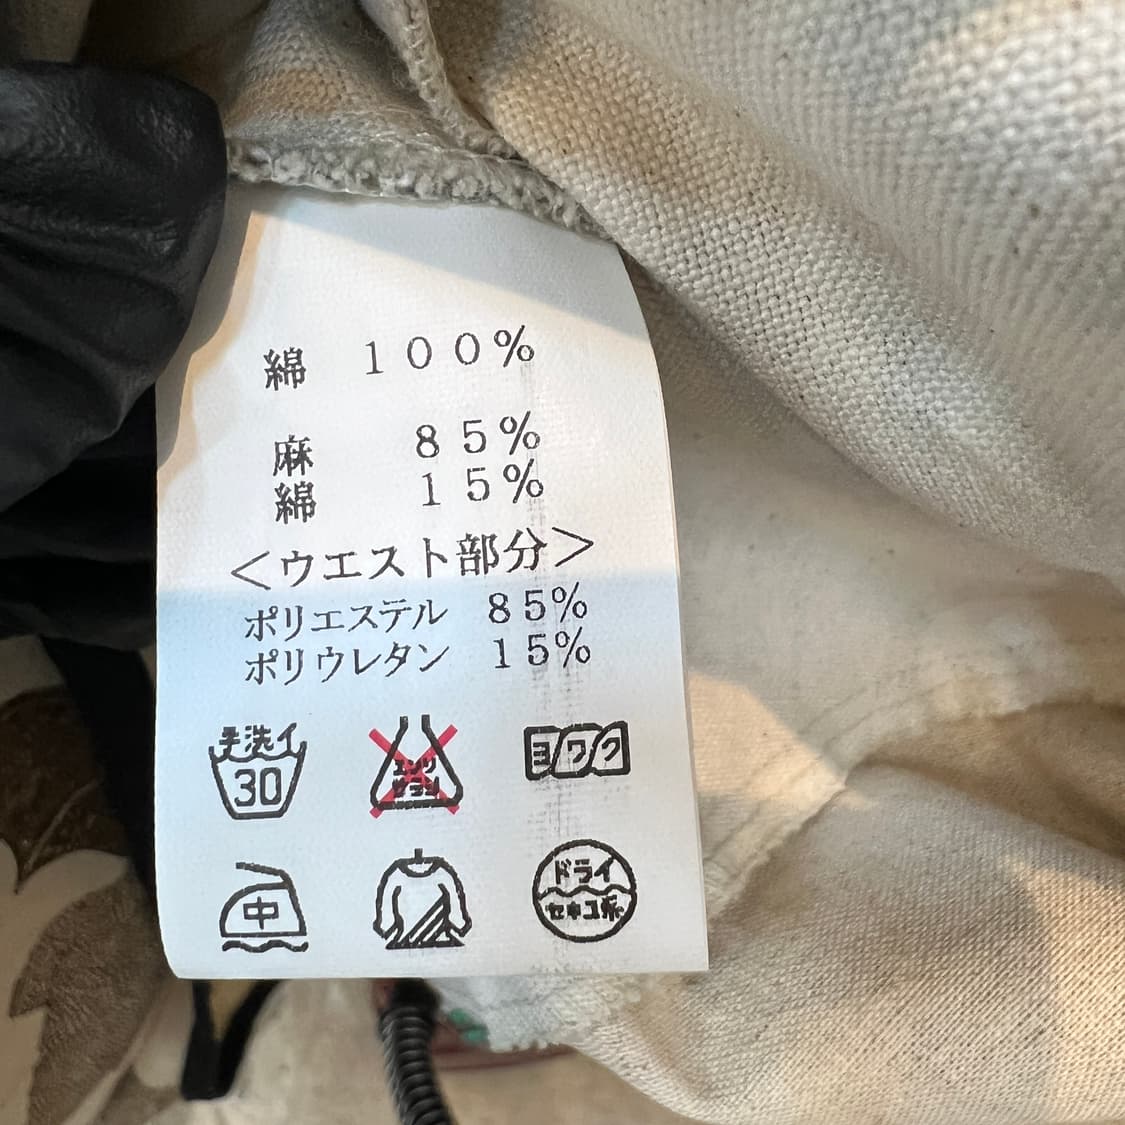 綿 100%
麻 85%
綿 15%
＜ウエスト部分＞
ポリエステル 85%
ポリウレタン 15%
手洗イ
30
エンソ
サラシ
ヨワク
中
ドライ
セキユ系